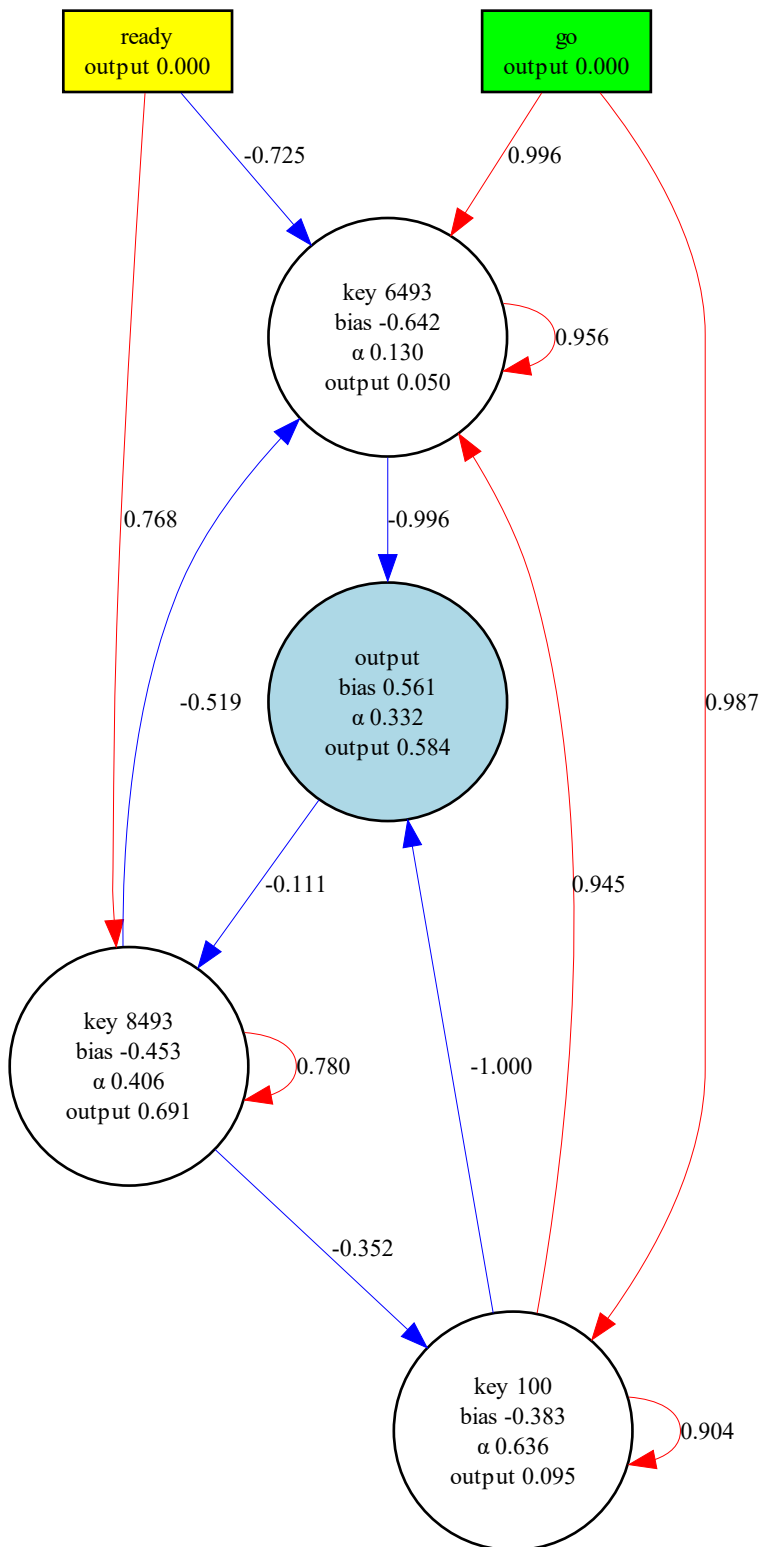 ready
output 0.000
go
output 0.000
-0.725
0.996
key 6493
bias -0.642
α 0.130
output 0.050
0.956
0.768
-0.996
output
bias 0.561
α 0.332
output 0.584
-0.519
0.987
-0.111
0.945
key 8493
bias -0.453
α 0.406
output 0.691
0.780
-1.000
-0.352
key 100
bias -0.383
α 0.636
output 0.095
0.904